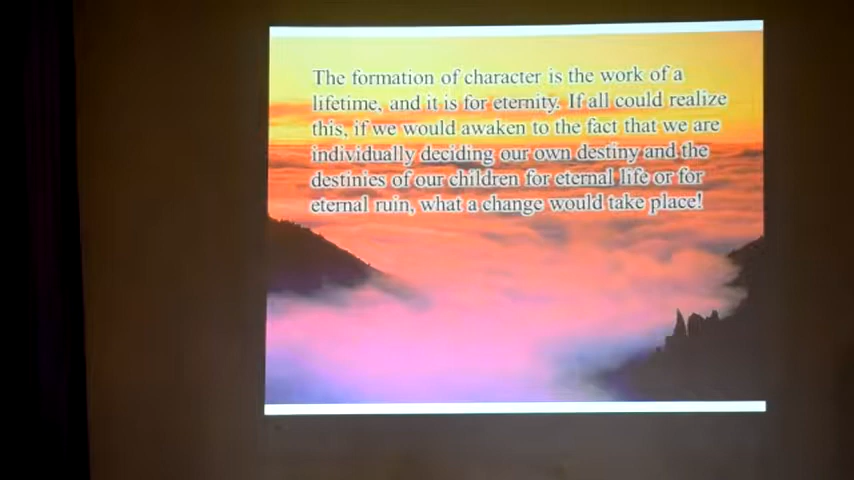 The formation of character is the work of a
lifetime, and it is for eternity. If all could realize
this, if we would awaken to the fact that we are
individually deciding our own destiny and the
destinies of our children for eternal life or for
eternal ruin, what a change would take place!